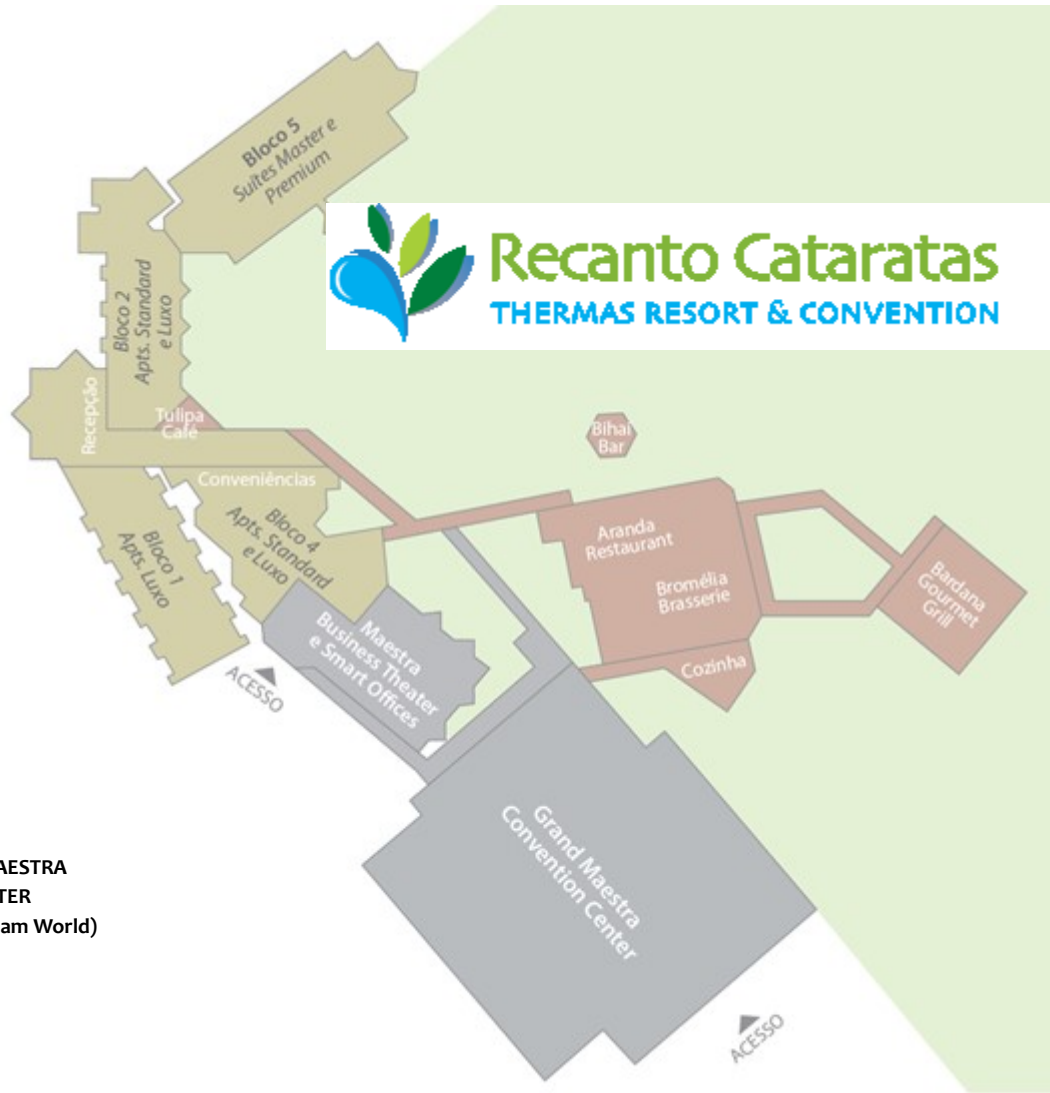 Bloco 5
Suítes Master e
Premium
Recanto Cataratas
THERMAS RESORT & CONVENTION
Bloco 2
Apts. Standard
e Luxo
Recepção
Tulipa
Café
Bihai
Bar
Conveniências
Bloco 4
Apts. Standard
e Luxo
Bloco 1
Apts. Luxo
Aranda
Restaurant
Bromélia
Brasserie
Bardana
Gourmet
Grill
Cozinha
Maestra
Business Theater
e Smart Offices
ACESSO
Grand Maestra
Convention Center
AESTRA
TER
am World)
ACESSO